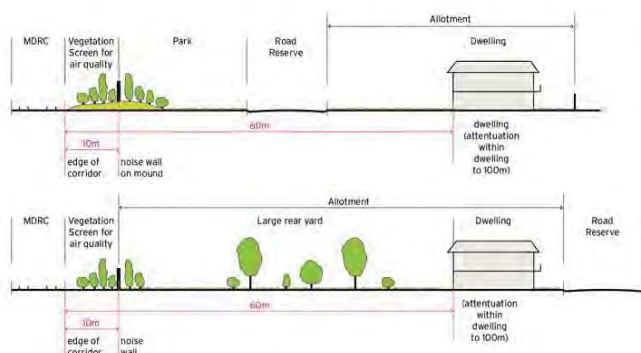 Allotment
MDRC
Vegetation
Screen for
air quality
Park
Road
Reserve
Dwelling
60m
10m
edge of
corridor
noise wall
on mound
dwelling
(attentuation
within
dwelling
to 100m)
Allotment
MDRC
Vegetation
Screen for
air quality
Large rear yard
Dwelling
Road
Reserve
60m
10m
edge of
corridor
noise
wall
(attentuation
within
dwelling
to 100m)